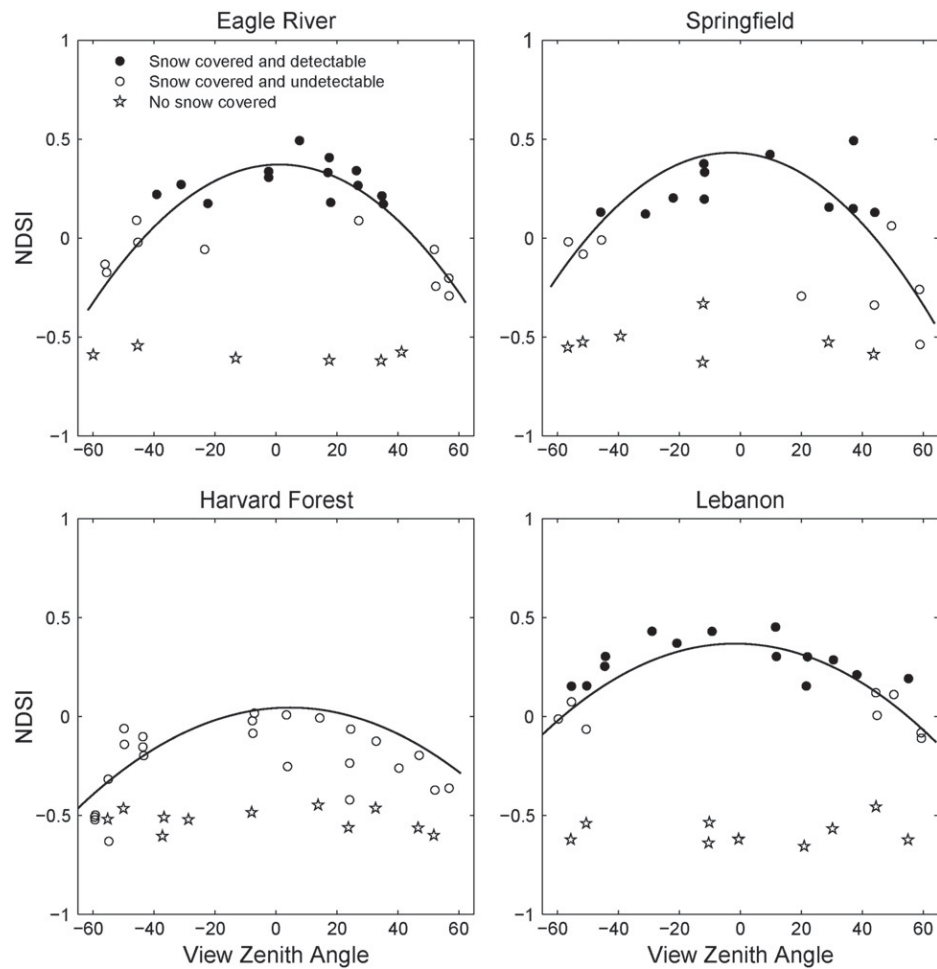 Eagle River
Springfield
1
0.5
0
−0.5
−1
NDSI
Snow covered and detectable
Snow covered and undetectable
No snow covered
−60 −40 −20 0 20 40 60
1
0.5
0
−0.5
−1
−60 −40 −20 0 20 40 60
Harvard Forest
Lebanon
1
0.5
0
−0.5
−1
NDSI
−60 −40 −20 0 20 40 60
View Zenith Angle
1
0.5
0
−0.5
−1
−60 −40 −20 0 20 40 60
View Zenith Angle